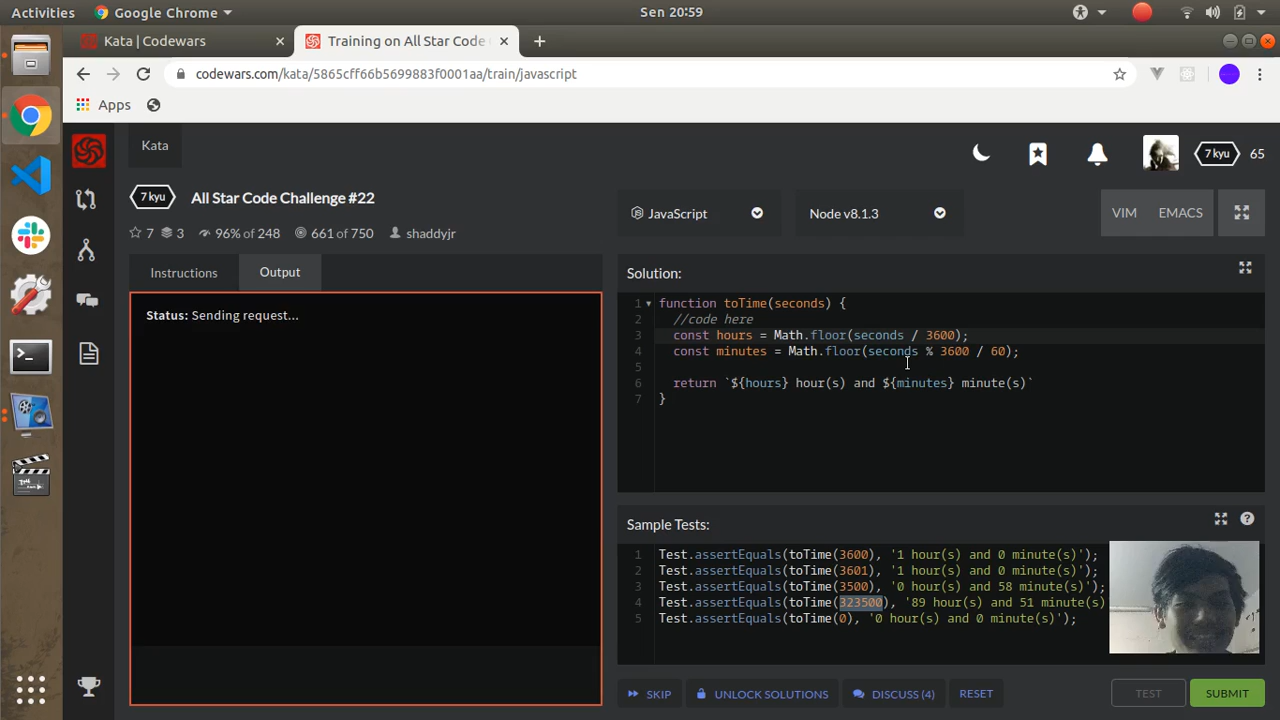 Activities
Google Chrome
Sen 20:59
Kata | Codewars
Training on All Star Code
codewars.com/kata/5865cff66b5699883f0001aa/train/javascript
Apps
Kata
7 kyu
65
7 kyu
All Star Code Challenge #22
7
3
96% of 248
661 of 750
shaddyjr
JavaScript
Node v8.1.3
VIM
EMACS
Instructions
Output
Status: Sending request...
Solution:
1 function toTime(seconds) {
2 //code here
3 const hours = Math.floor(seconds / 3600);
4 const minutes = Math.floor(seconds % 3600 / 60);
5
6 return `${hours} hour(s) and ${minutes} minute(s)`
7 }
Sample Tests:
1 Test.assertEquals(toTime(3600), '1 hour(s) and 0 minute(s)');
2 Test.assertEquals(toTime(3601), '1 hour(s) and 0 minute(s)');
3 Test.assertEquals(toTime(3500), '0 hour(s) and 58 minute(s)');
4 Test.assertEquals(toTime(323500), '89 hour(s) and 51 minute(s)
5 Test.assertEquals(toTime(0), '0 hour(s) and 0 minute(s)');
SKIP
UNLOCK SOLUTIONS
DISCUSS (4)
RESET
TEST
SUBMIT